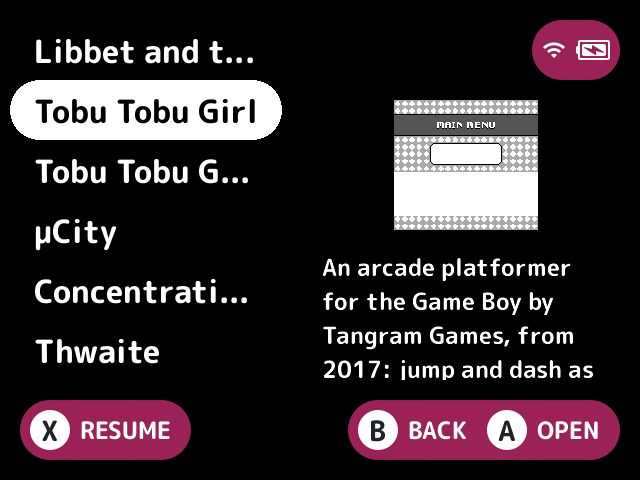 Libbet and t...
Tobu Tobu Girl
Tobu Tobu G...
µCity
Concentrati...
Thwaite
MAIN MENU
An arcade platformer
for the Game Boy by
Tangram Games, from
2017: jump and dash as
X RESUME
B BACK A OPEN